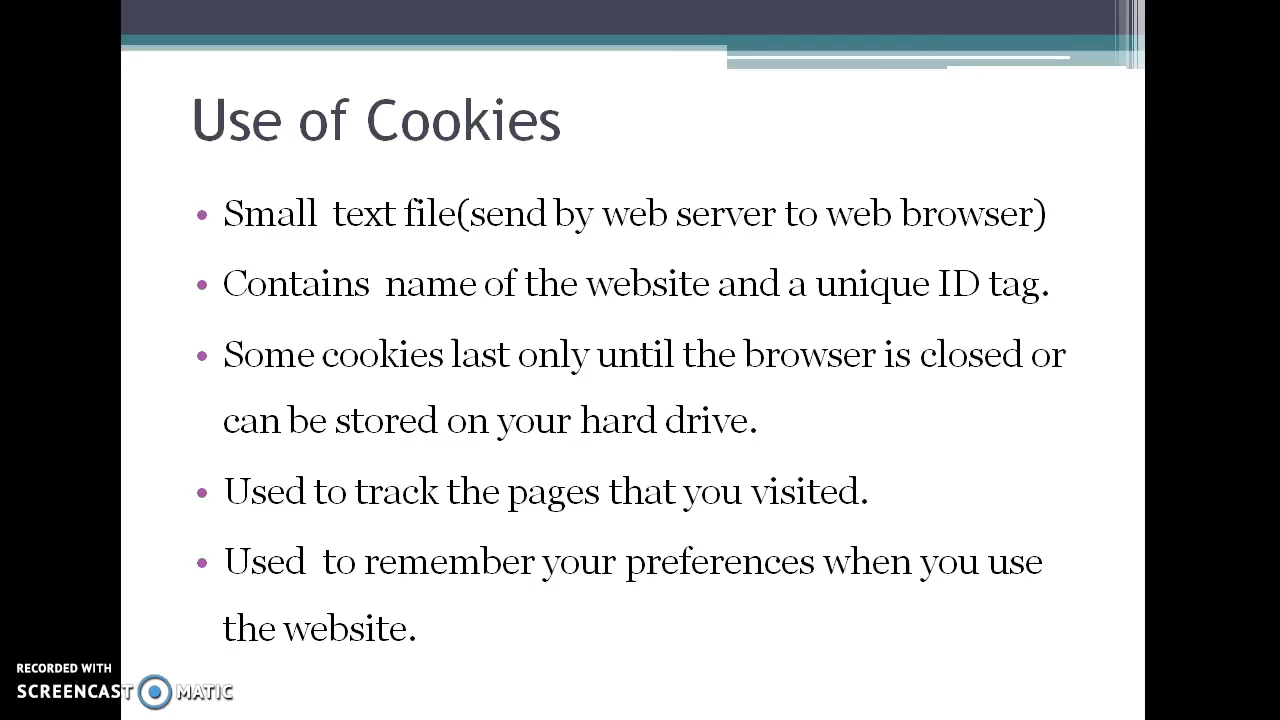 Use of Cookies
• Small  text file(send by web server to web browser)
• Contains  name of the website and a unique ID tag.
• Some cookies last only until the browser is closed or
can be stored on your hard drive.
• Used to track the pages that you visited.
• Used  to remember your preferences when you use
the website.
RECORDED WITH
SCREENCAST MATIC